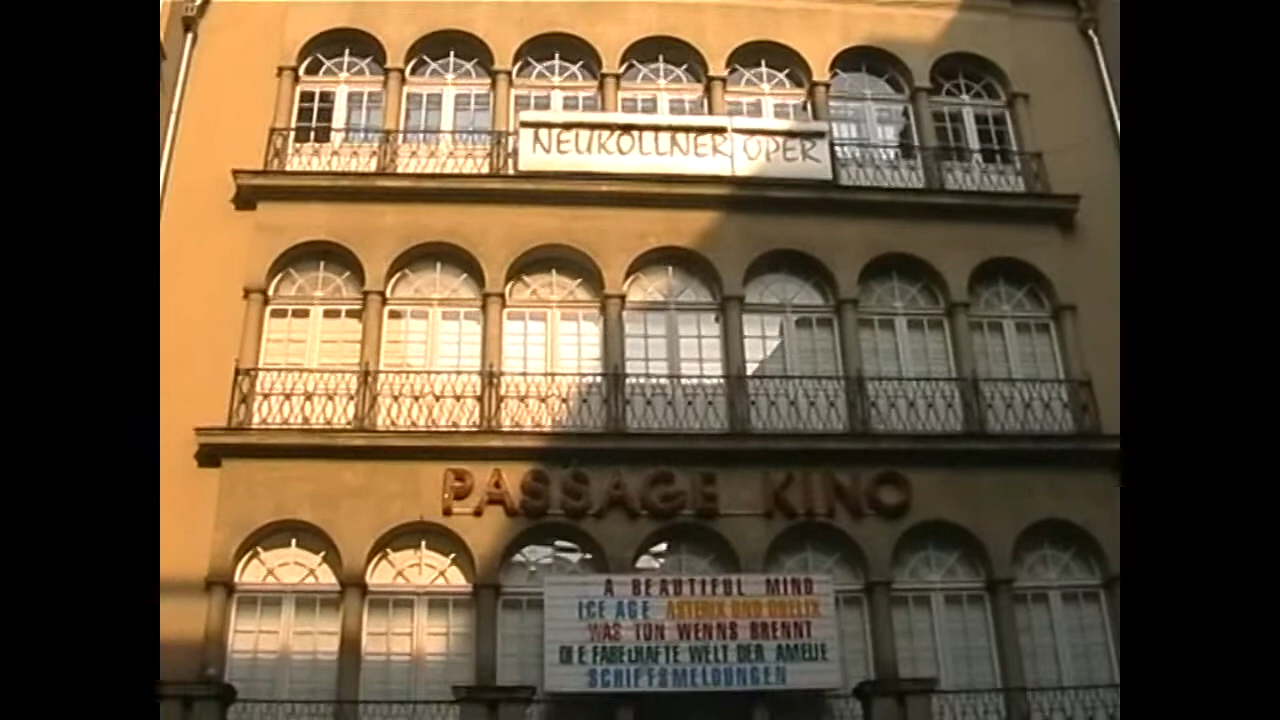 NEUKÖLLNER OPER
PASSAGE KINO
A BEAUTIFUL MIND
ICE AGE ASTERIX UND OBELIX
WAS TUN WENNS BRENNT
DIE FABELHAFTE WELT DER AMELIE
SCHIFFSMELDUNGEN